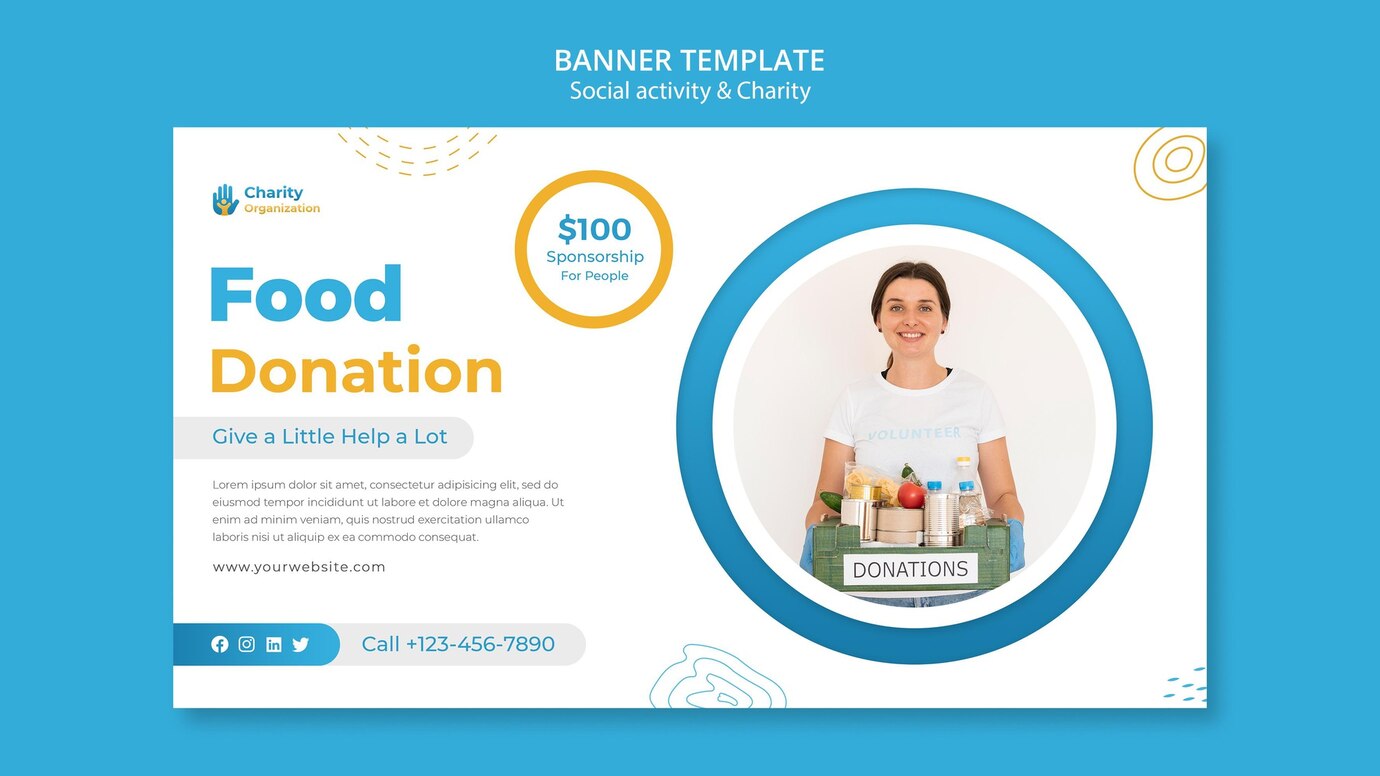 BANNER TEMPLATE
Social activity & Charity
Charity
Organization
$100
Sponsorship
For People
Food
Donation
Give a Little Help a Lot
Lorem ipsum dolor sit amet, consectetur adipisicing elit, sed do
eiusmod tempor incididunt ut labore et dolore magna aliqua. Ut
enim ad minim veniam, quis nostrud exercitation ullamco
laboris nisi ut aliquip ex ea commodo consequat.
www.yourwebsite.com
Call +123-456-7890
VOLUNTEER
DONATIONS